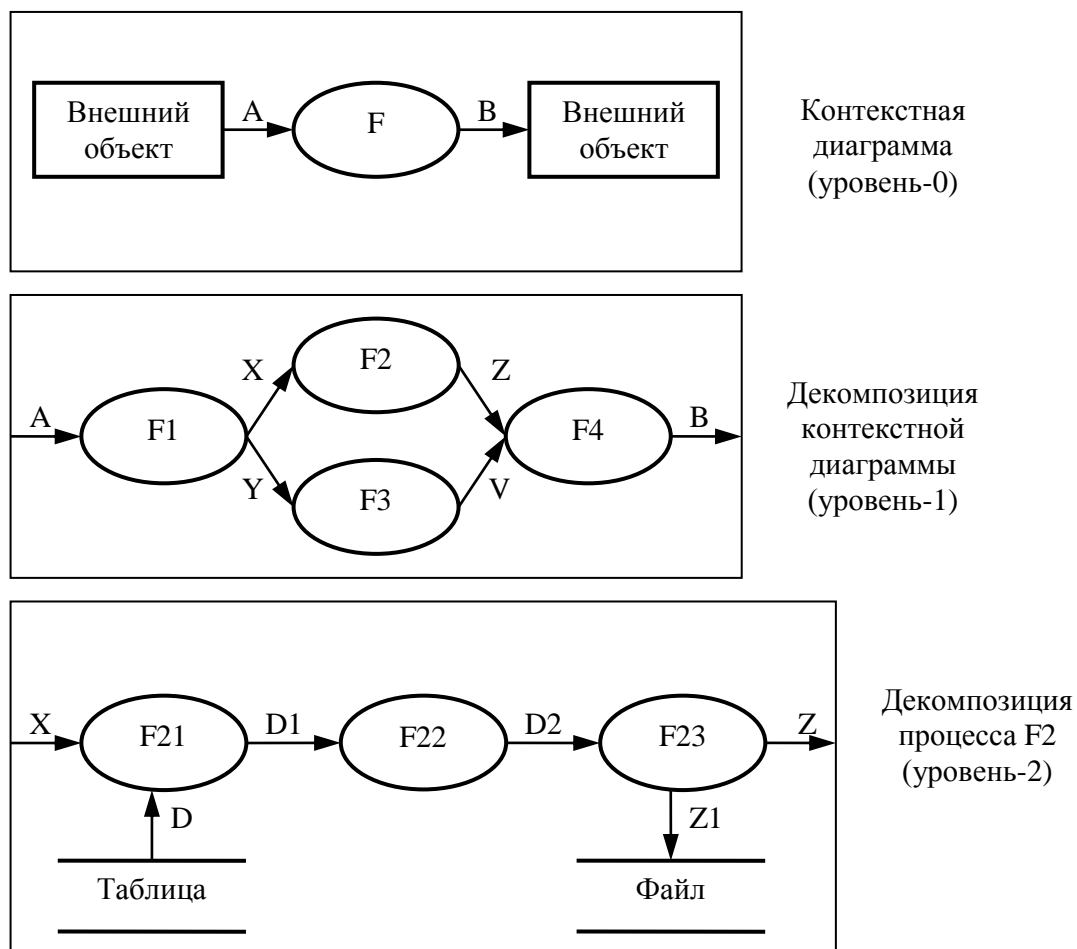 Внешний
объект
A
F
B
Внешний
объект
Контекстная
диаграмма
(уровень-0)
A
F1
X
Y
F2
F3
Z
V
F4
B
Декомпозиция
контекстной
диаграммы
(уровень-1)
X
F21
D1
F22
D2
F23
Z
D
Z1
Таблица
Файл
Декомпозиция
процесса F2
(уровень-2)